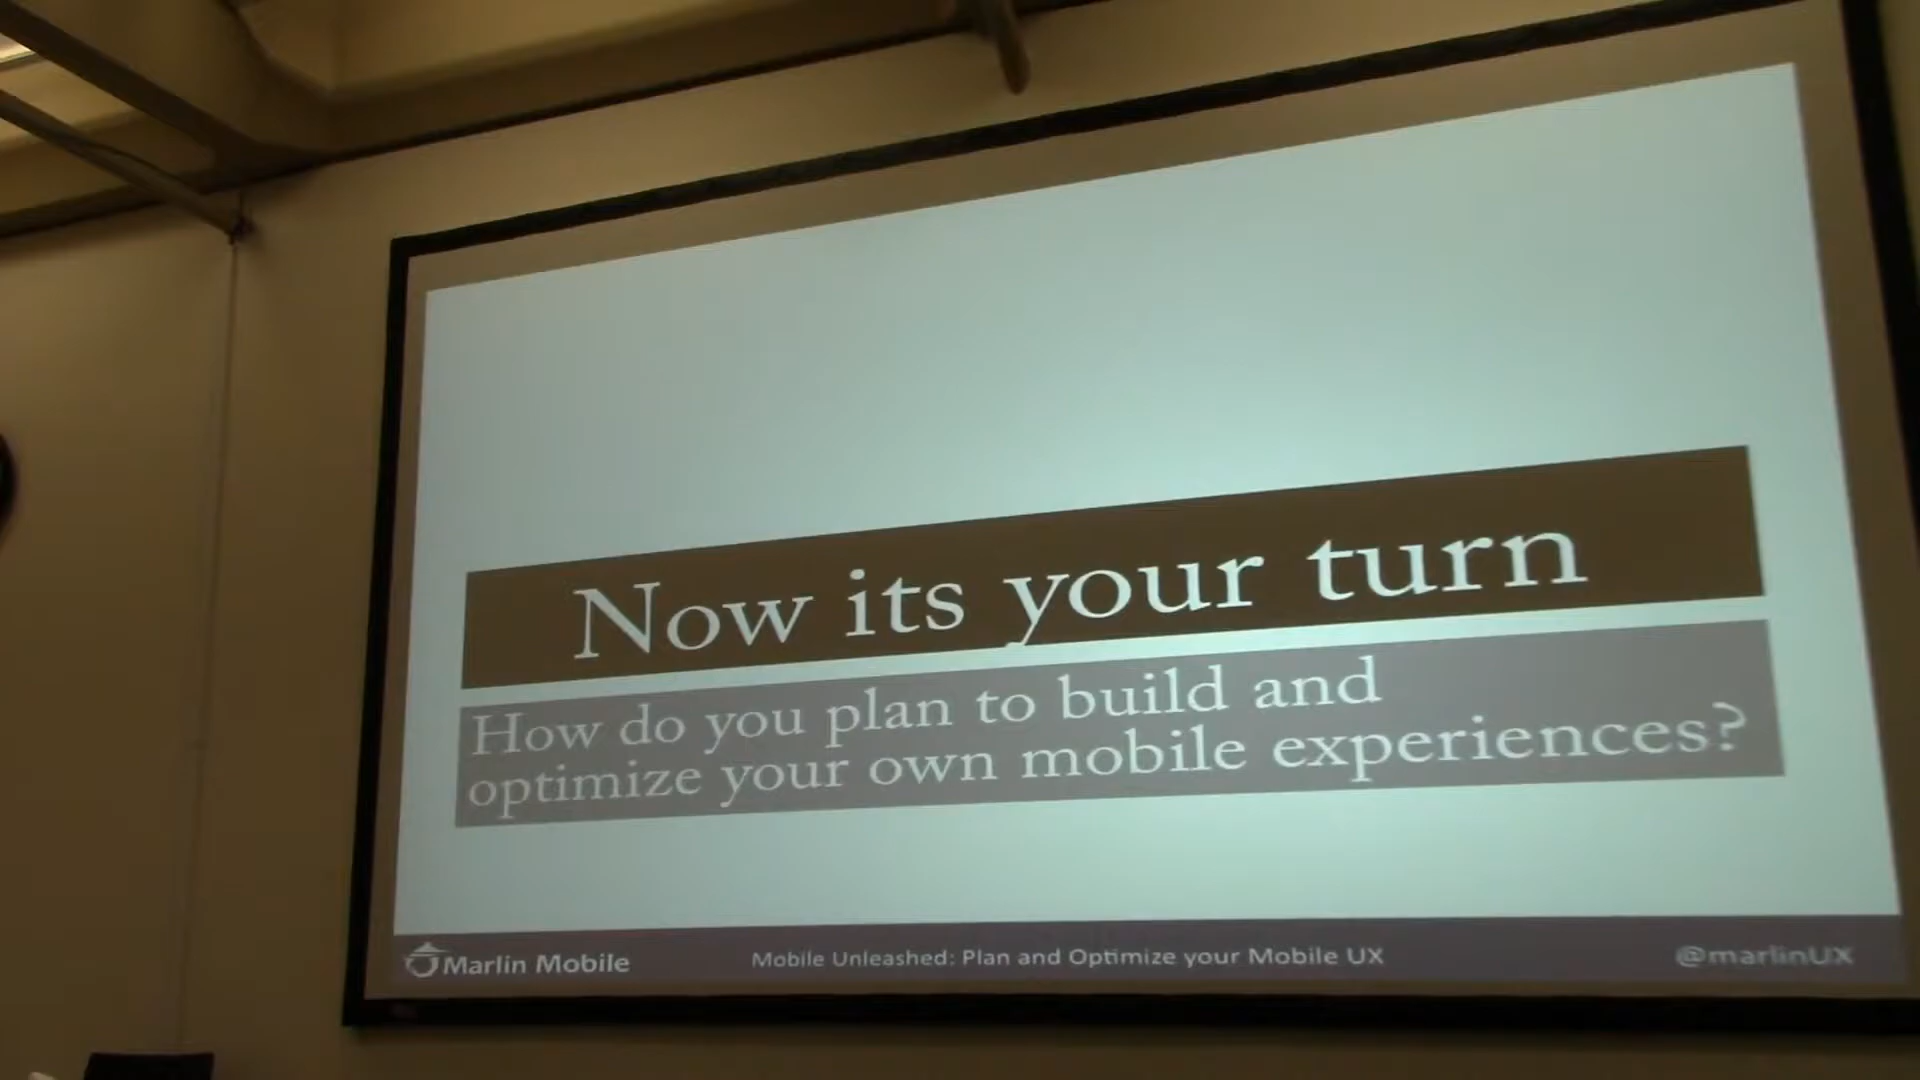 Now its your turn
How do you plan to build and
optimize your own mobile experiences?
Marlin Mobile
Mobile Unleashed: Plan and Optimize your Mobile UX
@marlinUX